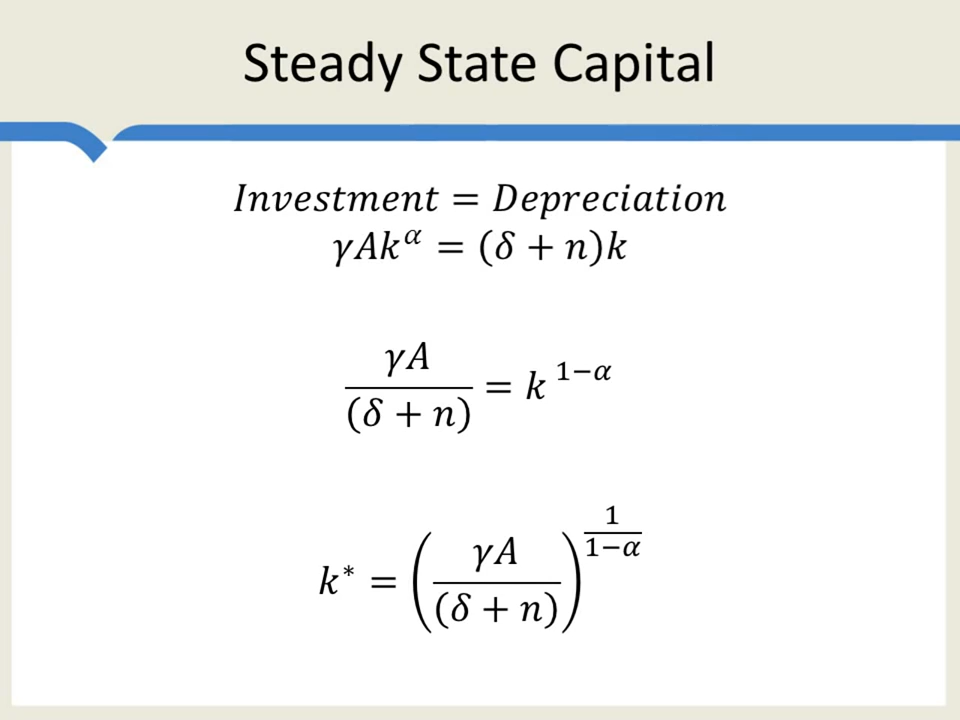 Steady State Capital
Investment = Depreciation
γAk^α = (δ + n)k
γA / (δ + n) = k^(1−α)
k* = (γA / (δ + n))^(1/(1−α))